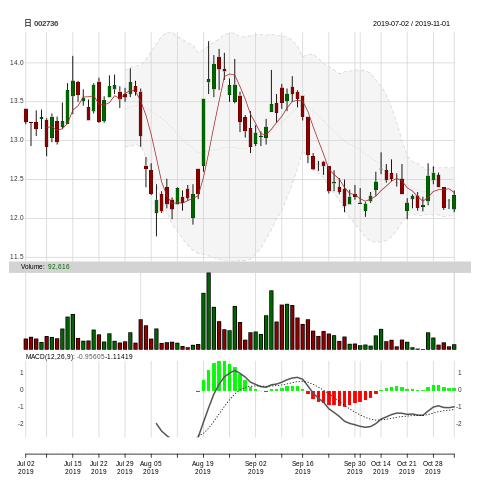 日 002736 2019-07-02 / 2019-11-01
14.0
13.5
13.0
12.5
12.0
11.5
Volume: 92,616
MACD(12,26,9): -0.95605-1.11419
1 1
0 0
-1 -1
-2 -2
Jul 02 Jul 15 Jul 22 Jul 29 Aug 05 Aug 19 Sep 02 Sep 16 Sep 30 Oct 14 Oct 21 Oct 28
2019 2019 2019 2019 2019 2019 2019 2019 2019 2019 2019 2019